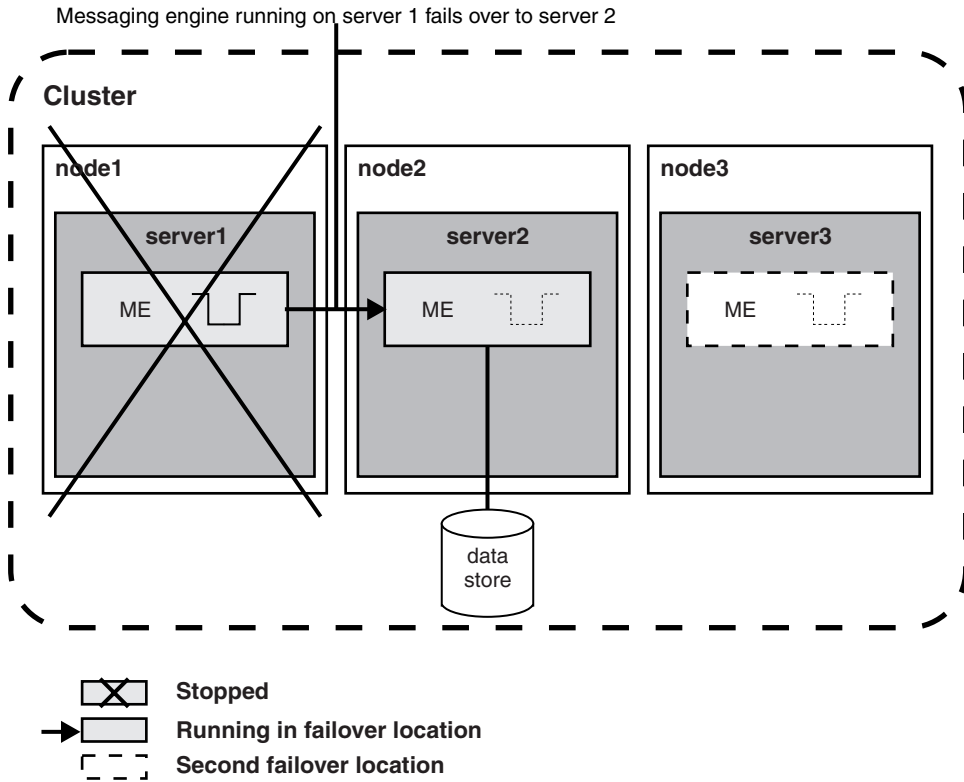 Messaging engine running on server 1 fails over to server 2
Cluster
node1
node2
node3
server1
server2
server3
ME
ME
ME
data
store
Stopped
Running in failover location
Second failover location